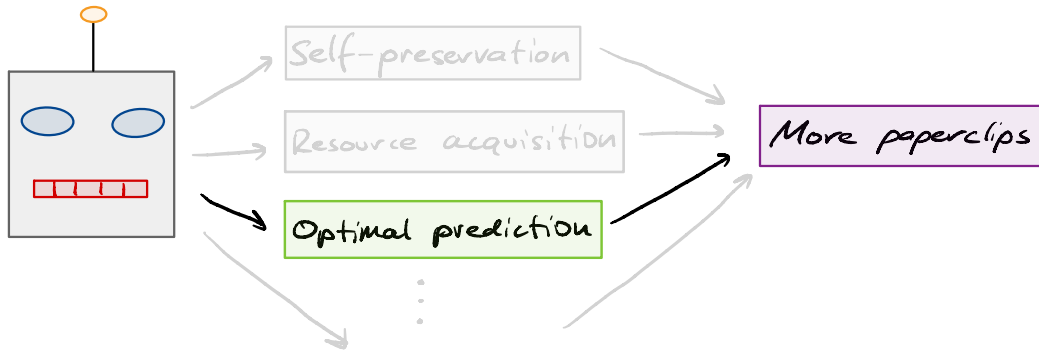 Self-preservation
Resource acquisition
More paperclips
Optimal prediction